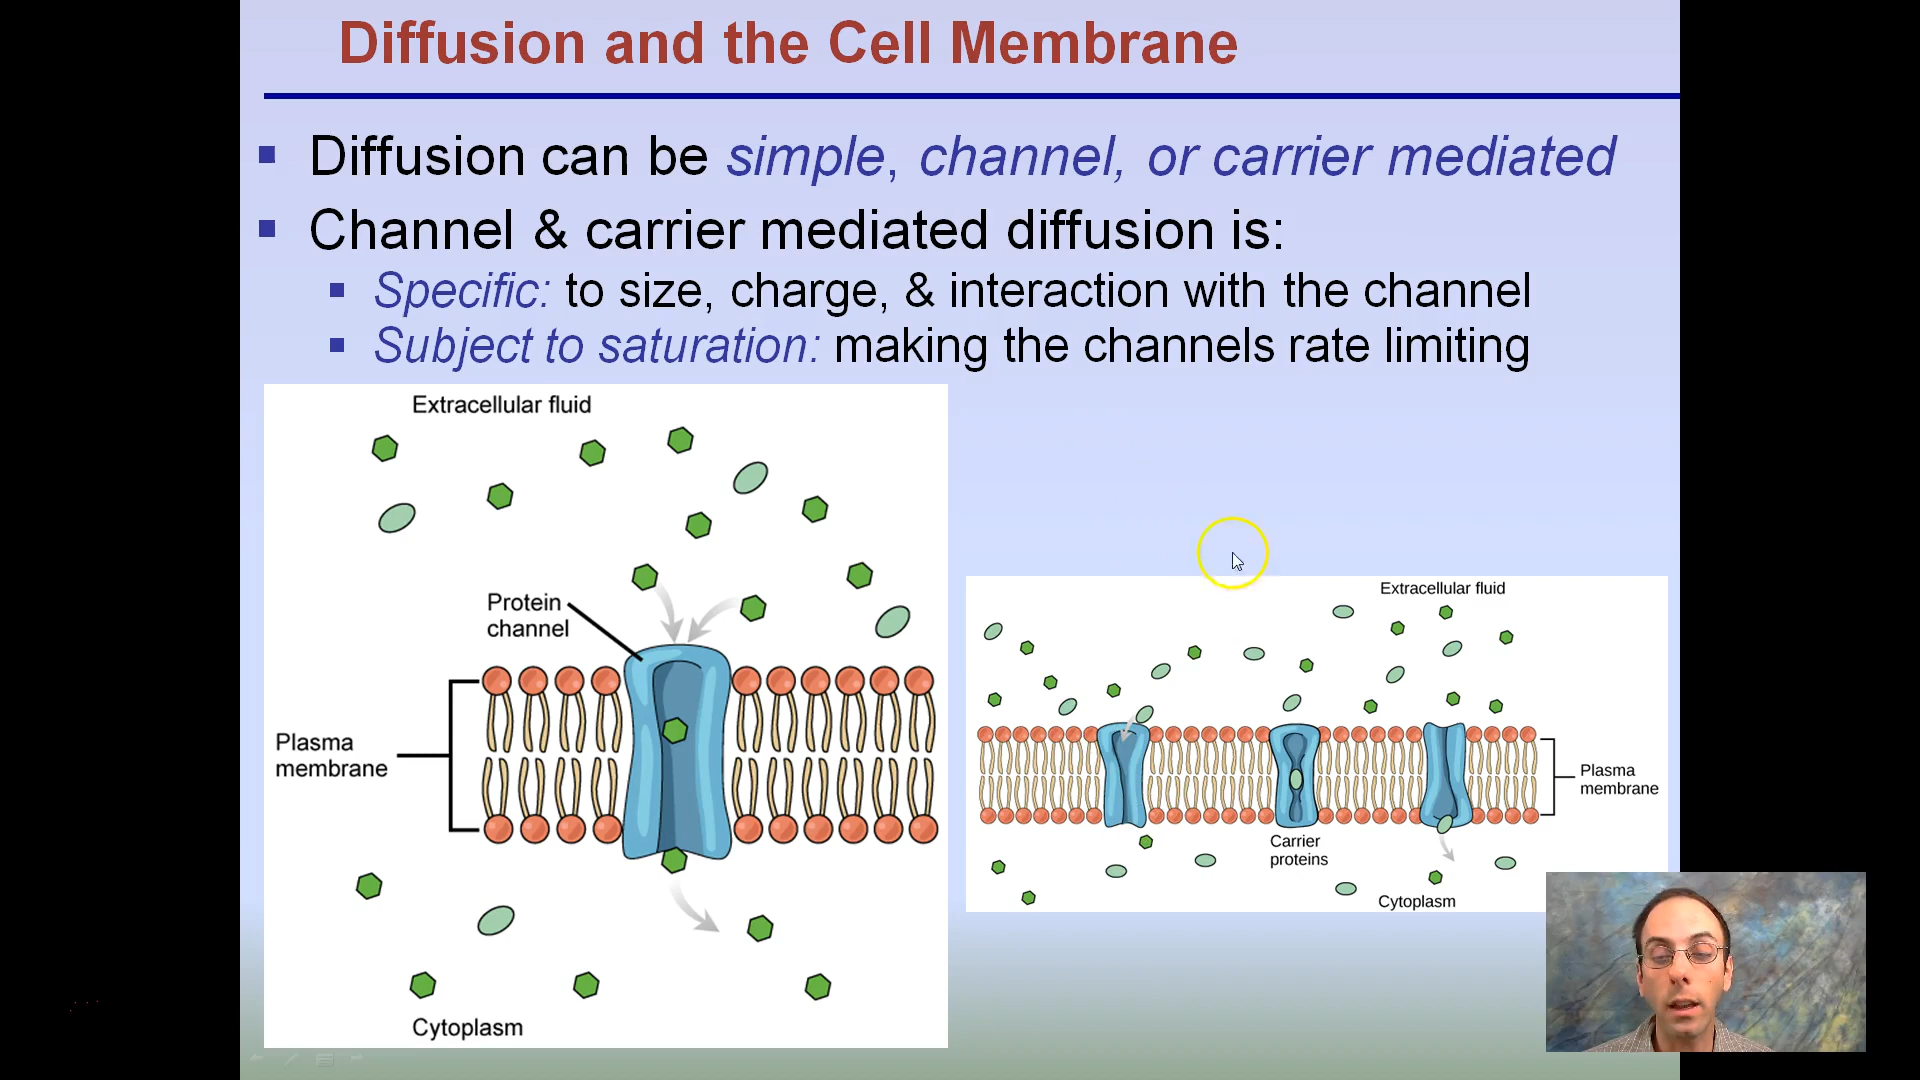 Diffusion and the Cell Membrane
Diffusion can be simple, channel, or carrier mediated
Channel & carrier mediated diffusion is:
Specific: to size, charge, & interaction with the channel
Subject to saturation: making the channels rate limiting
Extracellular fluid
Protein
channel
Plasma
membrane
Cytoplasm
Extracellular fluid
Plasma
membrane
Carrier
proteins
Cytoplasm